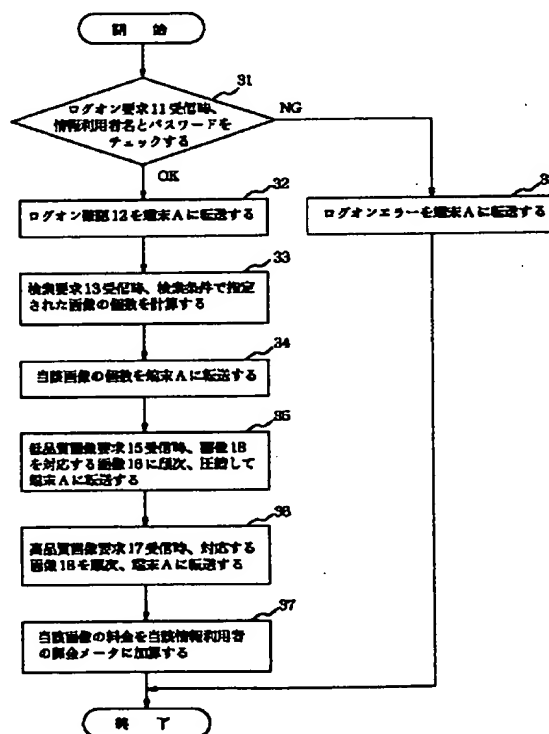 開 始
31
ログオン要求11受信時、
情報利用者名とパスワードを
チェックする
NG
OK
32
ログオン確認12を端末Aに転送する
ログオンエラーを端末Aに転送する
33
検索要求13受信時、検索条件で指定
された画像の個数を計算する
34
当該画像の個数を端末Aに転送する
35
低品質画像要求15受信時、画像18
を対応する画像16に順次、圧縮して
端末Aに転送する
36
高品質画像要求17受信時、対応する
画像18を順次、端末Aに転送する
37
当該画像の料金を当該情報利用者
の課金メータに加算する
終 了